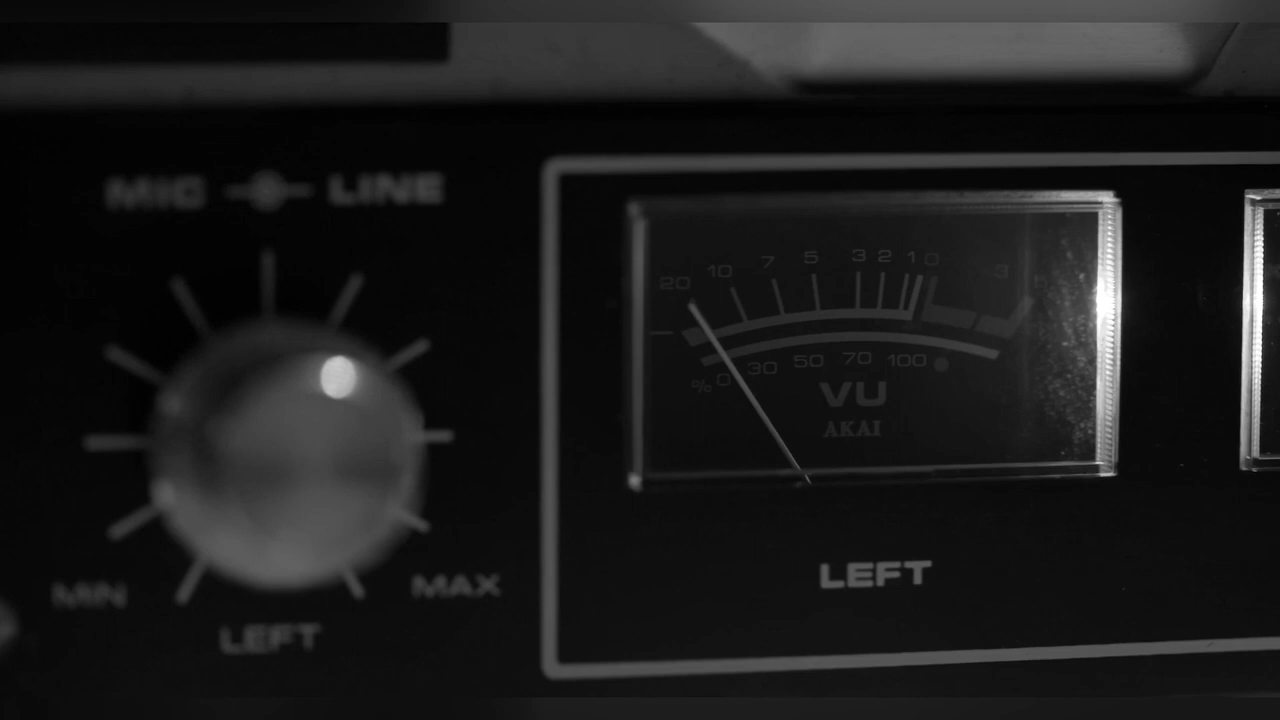 MIC LINE
20 10 7 5 3 2 1 0 3
% 0 30 50 70 100
VU
AKAI
LEFT
MIN MAX
LEFT